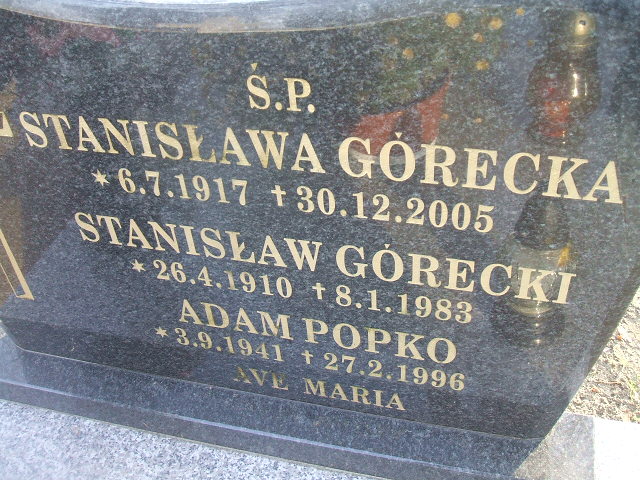 Ś.P.
STANISŁAWA GÓRECKA
* 6.7.1917 † 30.12.2005
STANISŁAW GÓRECKI
* 26.4.1910 † 8.1.1983
ADAM POPKO
* 3.9.1941 † 27.2.1996
AVE MARIA